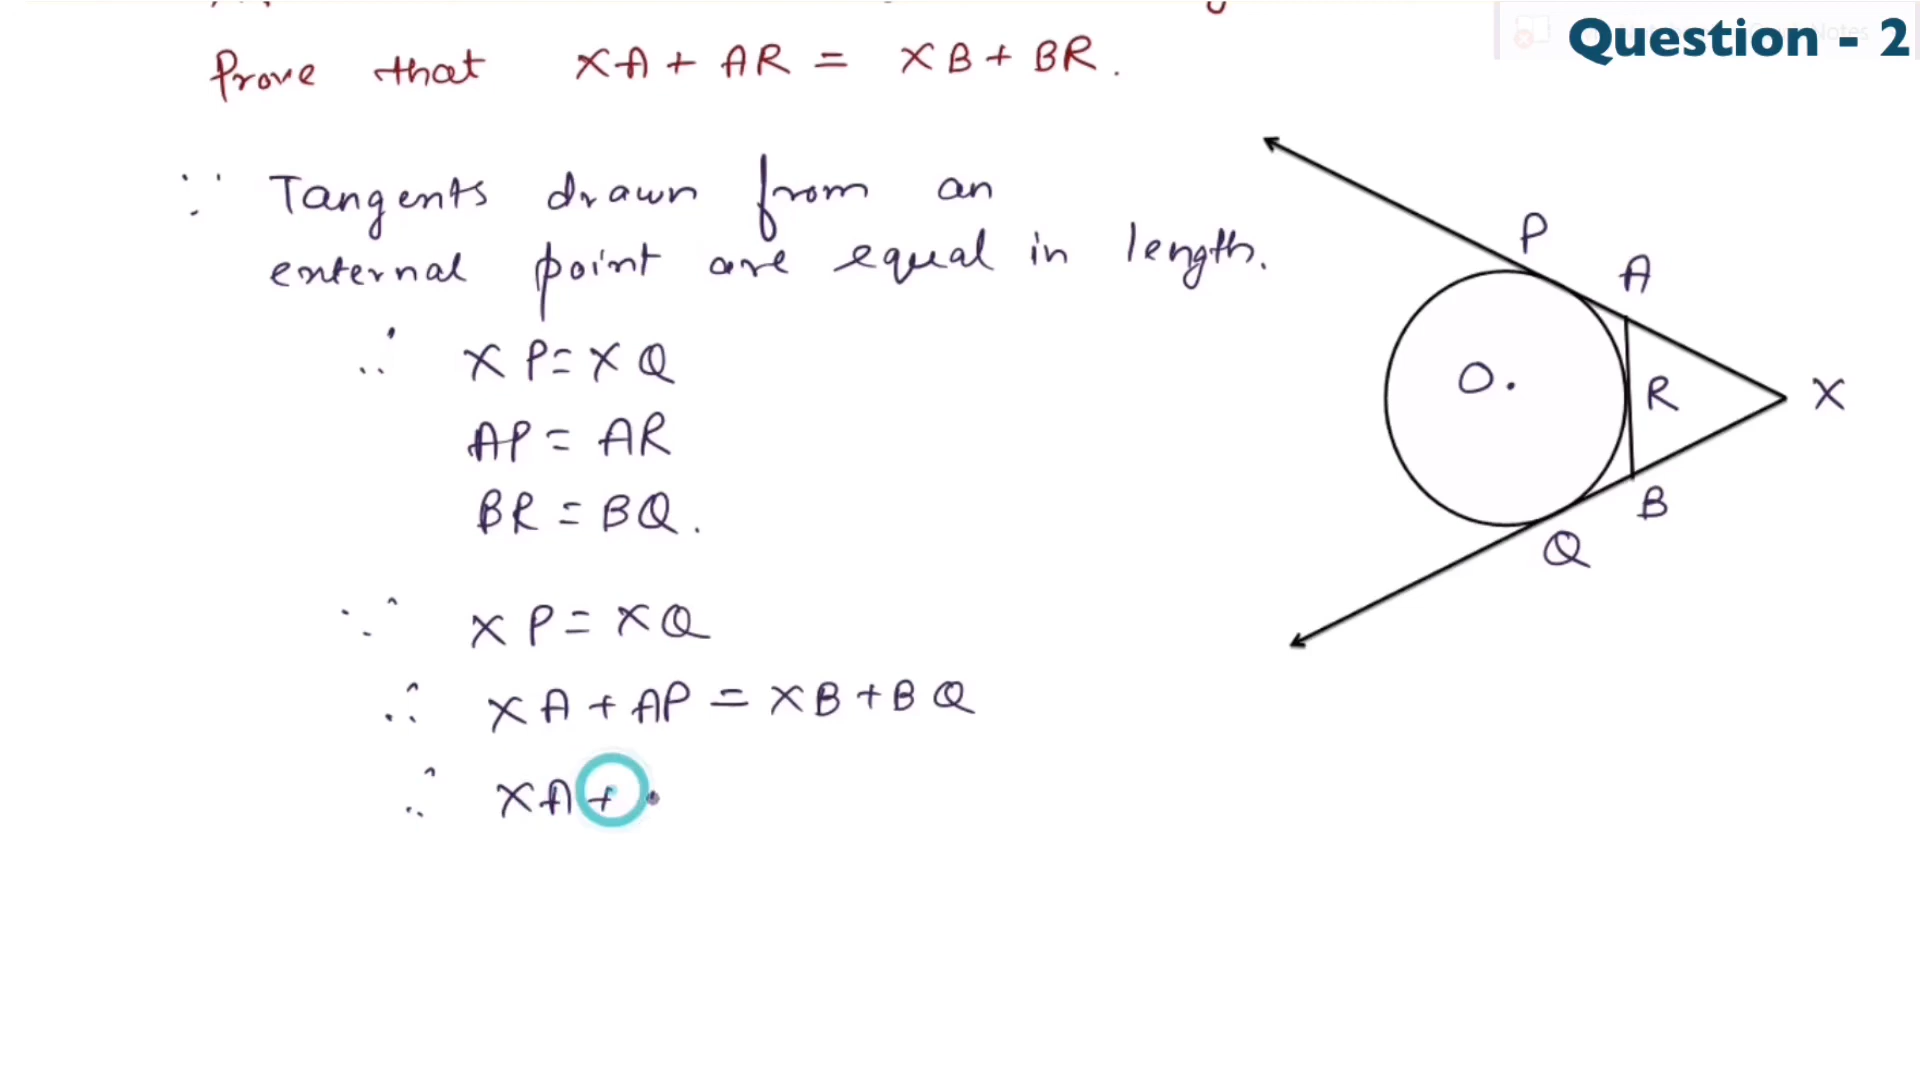 Question - 2
Prove that XA + AR = XB + BR.
∵ Tangents drawn from an
external point are equal in length.
∴ XP = XQ
AP = AR
BR = BQ.
∵ XP = XQ
∴ XA + AP = XB + BQ
∴ XA +
P
A
O.
R
X
B
Q